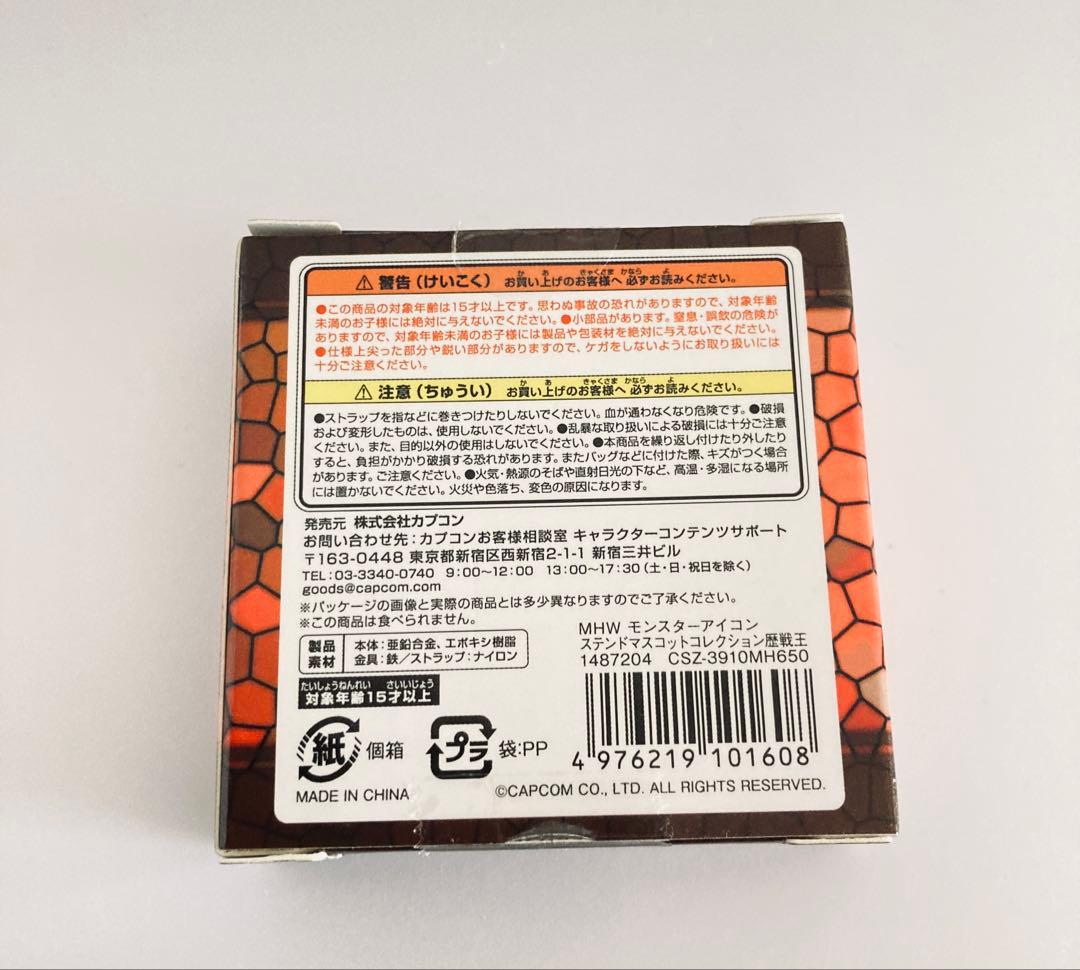 ⚠ 警告（けいこく） お買い上げのお客様へ 必ずお読みください。
●この商品の対象年齢は15才以上です。思わぬ事故の恐れがありますので、対象年齢
未満のお子様には絶対に与えないでください。●小部品があります。窒息・誤飲の危険が
ありますので、対象年齢未満のお子様には製品や包装材を絶対に与えないでください。
●仕様上尖った部分や鋭い部分がありますので、ケガをしないようにお取り扱いには
十分ご注意ください。
⚠ 注意（ちゅうい） お買い上げのお客様へ 必ずお読みください。
●ストラップを指などに巻きつけたりしないでください。血が通わなくなり危険です。●破損
および変形したものは、使用しないでください。●乱暴な取り扱いによる破損には十分ご注意
ください。また、目的以外の使用はしないでください。●本商品を繰り返し付けたり外したり
すると、負担がかかり破損する恐れがあります。またバッグなどに付けた際、キズがつく場合
があります。ご注意ください。●火気・熱源のそばや直射日光の下など、高温・多湿になる場所
には置かないでください。火災や色落ち、変色の原因になります。
発売元 株式会社カプコン
お問い合わせ先：カプコンお客様相談室 キャラクターコンテンツサポート
〒163-0448 東京都新宿区西新宿2-1-1 新宿三井ビル
TEL：03-3340-0740 9：00〜12：00 13：00〜17：30（土・日・祝日を除く）
goods@capcom.com
※パッケージの画像と実際の商品とは多少異なりますのでご了承ください。
※この商品は食べられません。
製品素材 本体：亜鉛合金、エポキシ樹脂
金具：鉄／ストラップ：ナイロン
MHW モンスターアイコン
ステンドマスコットコレクション歴戦王
1487204 CSZ-3910MH650
たいしょうねんれい さいいじょう
対象年齢15才以上
紙 個箱 プラ 袋：PP
4 976219 101608
MADE IN CHINA
©CAPCOM CO., LTD. ALL RIGHTS RESERVED.